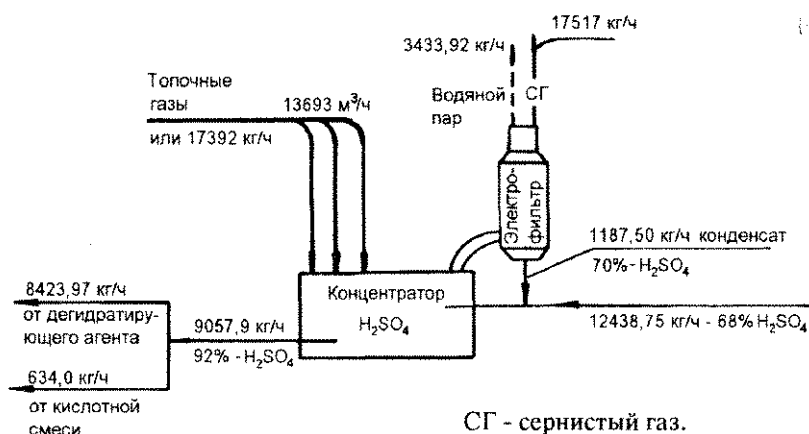 17517 кг/ч
3433,92 кг/ч
Топочные
газы
13693 м³/ч
или 17392 кг/ч
Водяной
пар
СГ
Электро-
фильтр
1187,50 кг/ч конденсат
70%-H₂SO₄
8423,97 кг/ч
от дегидратиру-
ющего агента
9057,9 кг/ч
92% -H₂SO₄
Концентратор
H₂SO₄
12438,75 кг/ч - 68% H₂SO₄
634,0 кг/ч
от кислотной
смеси
СГ - сернистый газ.